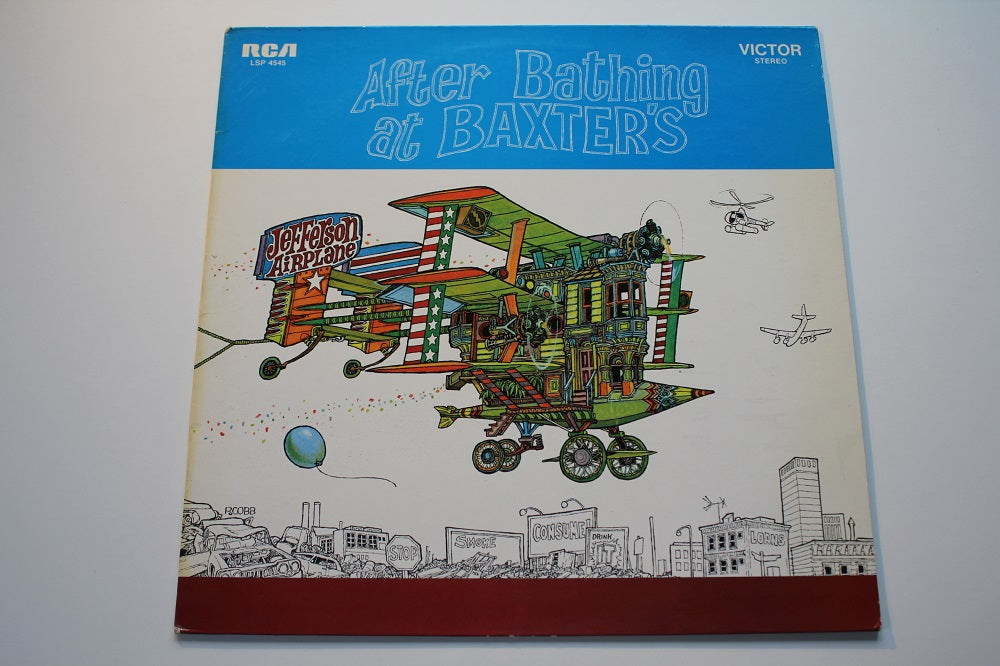 RCA
LSP 4545
VICTOR
STEREO
After Bathing
at BAXTER'S
Jefferson
AIRPLANE
R.COBB
STOP
SMOKE
CONSUME
DRINK
IT
LOANS